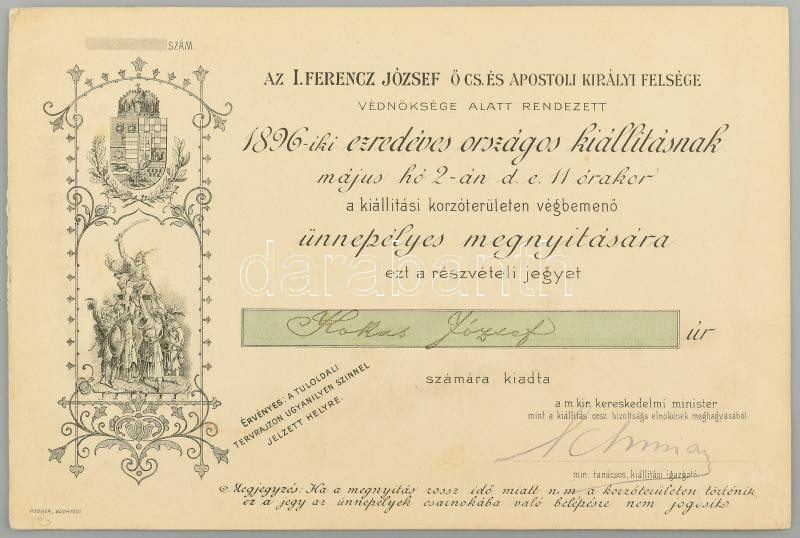 SZÁM.
AZ I. FERENCZ JÓZSEF Ő CS. ÉS APOSTOLI KIRÁLYI FELSÉGE
VÉDNÖKSÉGE ALATT RENDEZETT
1896-iki ezredéves országos kiállításnak
május hó 2-án d. e. 11 órakor
a kiállítási korzóterületen végbemenő
ünnepélyes megnyitására
ezt a részvételi jegyet
darabanth
Kokas József úr
számára kiadta
ÉRVÉNYES: A TULOLDALI
TERVRAJZON UGYANILYEN SZINNEL
JELZETT HELYRE.
a m. kir. kereskedelmi minister
mint a kiállítás orsz. bizottsága elnökének meghagyásából
min. tanácsos, kiállítási igazgató.
Megjegyzés: Ha a megnyitás rossz idő miatt n.m a korzóterületen történik,
ez a jegy az ünnepélyek csarnokába való belépésre nem jogosít.
POSNER, BUDAPEST.